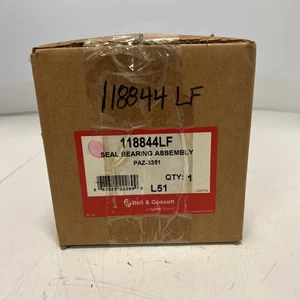 118844 LF
118844LF
SEAL BEARING ASSEMBLY
PAZ-3351
QTY: 1
L51
Bell & Gossett